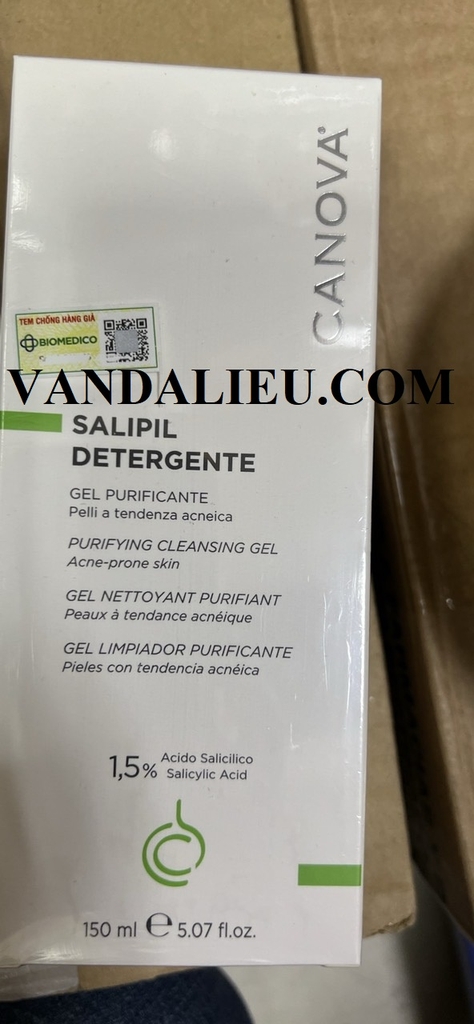 CANOVA®
TEM CHỐNG HÀNG GIẢ
BIOMEDICO
VANDALIEU.COM
SALIPIL
DETERGENTE
GEL PURIFICANTE
Pelli a tendenza acneica
PURIFYING CLEANSING GEL
Acne-prone skin
GEL NETTOYANT PURIFIANT
Peaux à tendance acnéique
GEL LIMPIADOR PURIFICANTE
Pieles con tendencia acnéica
1,5% Acido Salicilico
Salicylic Acid
150 ml ℮ 5.07 fl.oz.